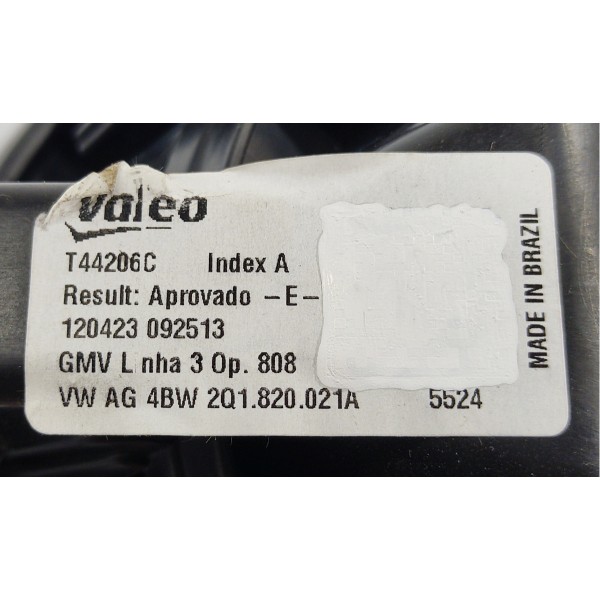 Valeo
T44206C Index A
Result: Aprovado -E-
120423 092513
GMV L nha 3 Op. 808
VW AG 4BW 2Q1.820.021A 5524
MADE IN BRAZIL